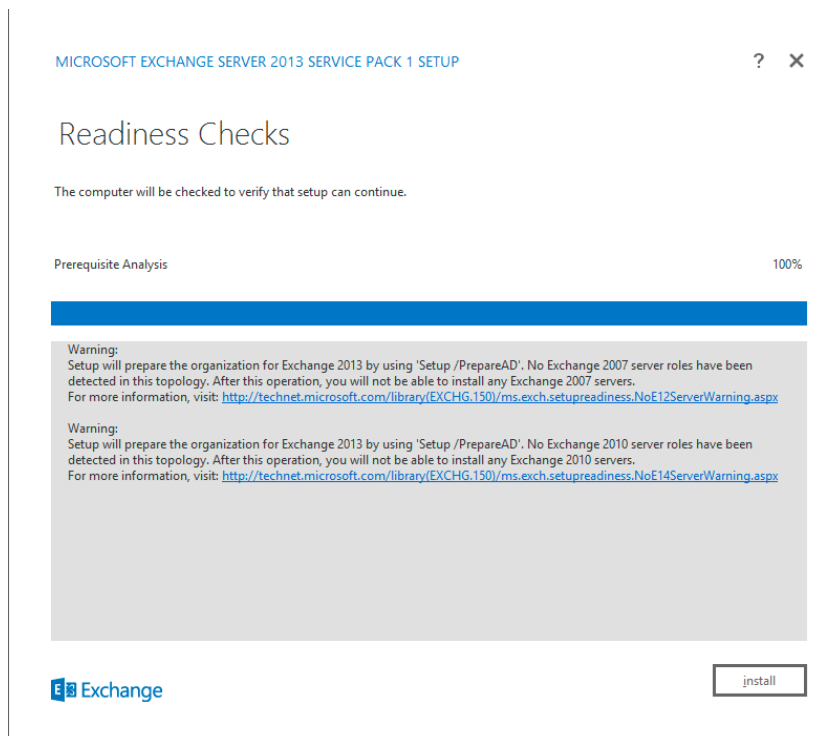 MICROSOFT EXCHANGE SERVER 2013 SERVICE PACK 1 SETUP ? ✕
Readiness Checks
The computer will be checked to verify that setup can continue.
Prerequisite Analysis 100%
Warning:
Setup will prepare the organization for Exchange 2013 by using 'Setup /PrepareAD'. No Exchange 2007 server roles have been
detected in this topology. After this operation, you will not be able to install any Exchange 2007 servers.
For more information, visit: http://technet.microsoft.com/library(EXCHG.150)/ms.exch.setupreadiness.NoE12ServerWarning.aspx
Warning:
Setup will prepare the organization for Exchange 2013 by using 'Setup /PrepareAD'. No Exchange 2010 server roles have been
detected in this topology. After this operation, you will not be able to install any Exchange 2010 servers.
For more information, visit: http://technet.microsoft.com/library(EXCHG.150)/ms.exch.setupreadiness.NoE14ServerWarning.aspx
E Exchange
install